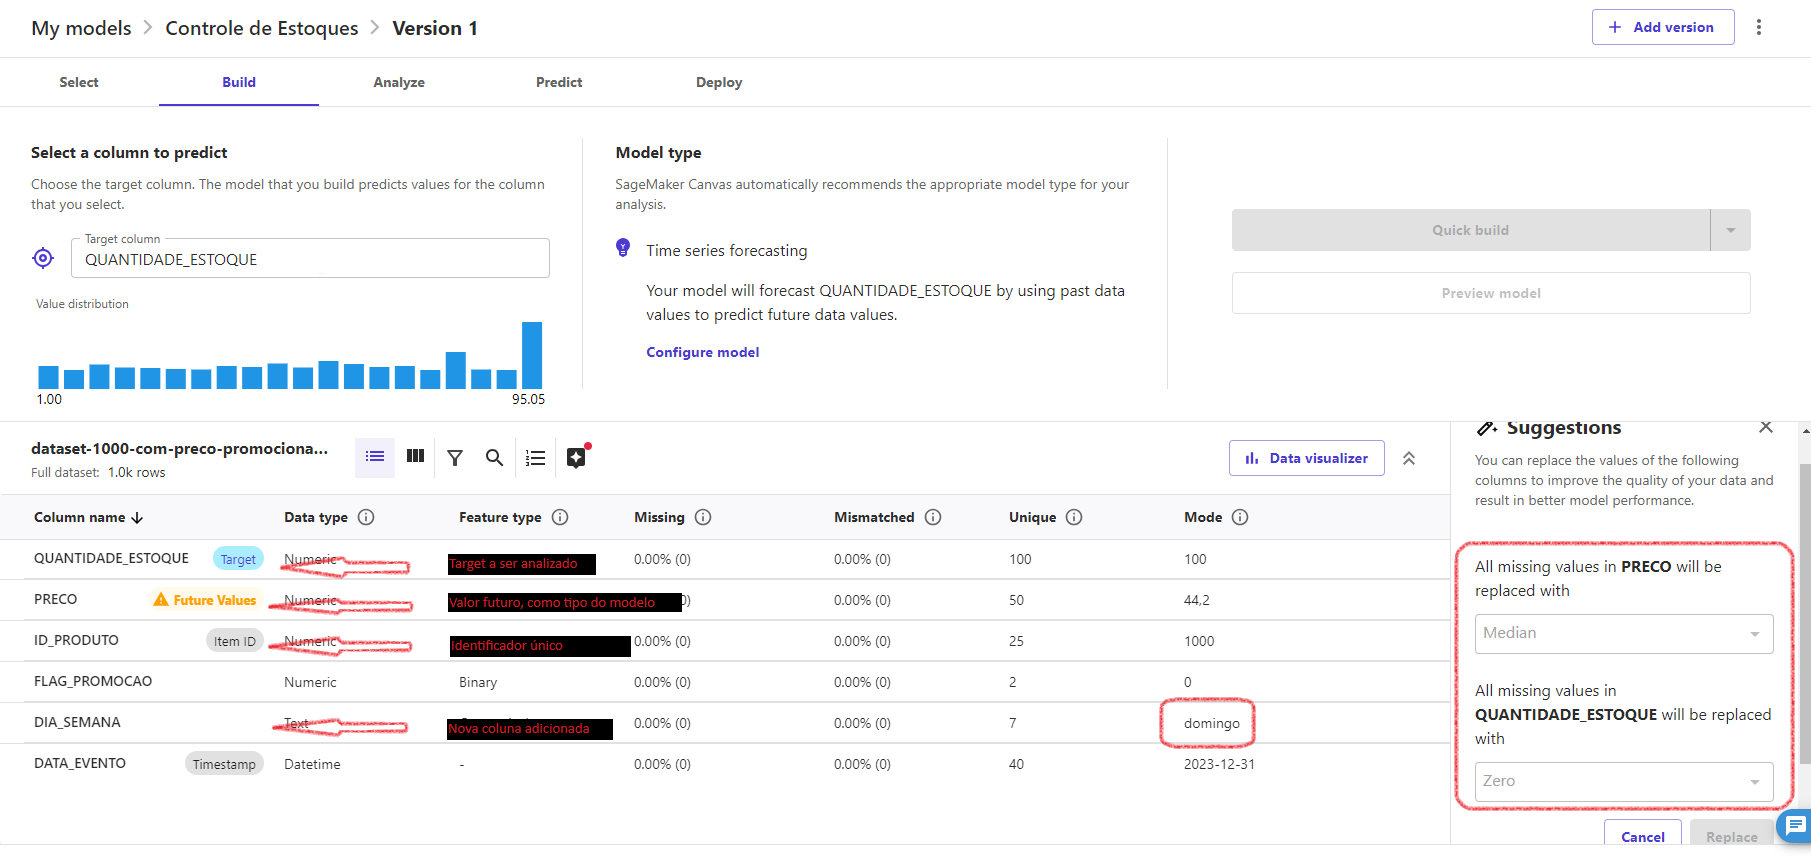 My models > Controle de Estoques > Version 1
+ Add version
Select
Build
Analyze
Predict
Deploy
Select a column to predict
Choose the target column. The model that you build predicts values for the column
that you select.
Target column
QUANTIDADE_ESTOQUE
Value distribution
1.00
95.05
Model type
SageMaker Canvas automatically recommends the appropriate model type for your
analysis.
Time series forecasting
Your model will forecast QUANTIDADE_ESTOQUE by using past data
values to predict future data values.
Configure model
Quick build
Preview model
dataset-1000-com-preco-promociona...
Full dataset: 1.0k rows
Data visualizer
Column name Data type Feature type Missing Mismatched Unique Mode
QUANTIDADE_ESTOQUE Target Numeric Target a ser analizado 0.00% (0) 0.00% (0) 100 100
PRECO Future Values Numeric Valor futuro, como tipo do modelo 0) 0.00% (0) 50 44,2
ID_PRODUTO Item ID Numeric Identificador único 0.00% (0) 0.00% (0) 25 1000
FLAG_PROMOCAO Numeric Binary 0.00% (0) 0.00% (0) 2 0
DIA_SEMANA Text Nova coluna adicionada 0.00% (0) 0.00% (0) 7 domingo
DATA_EVENTO Timestamp Datetime - 0.00% (0) 0.00% (0) 40 2023-12-31
Suggestions
You can replace the values of the following
columns to improve the quality of your data and
result in better model performance.
All missing values in PRECO will be
replaced with
Median
All missing values in
QUANTIDADE_ESTOQUE will be replaced
with
Zero
Cancel
Replace